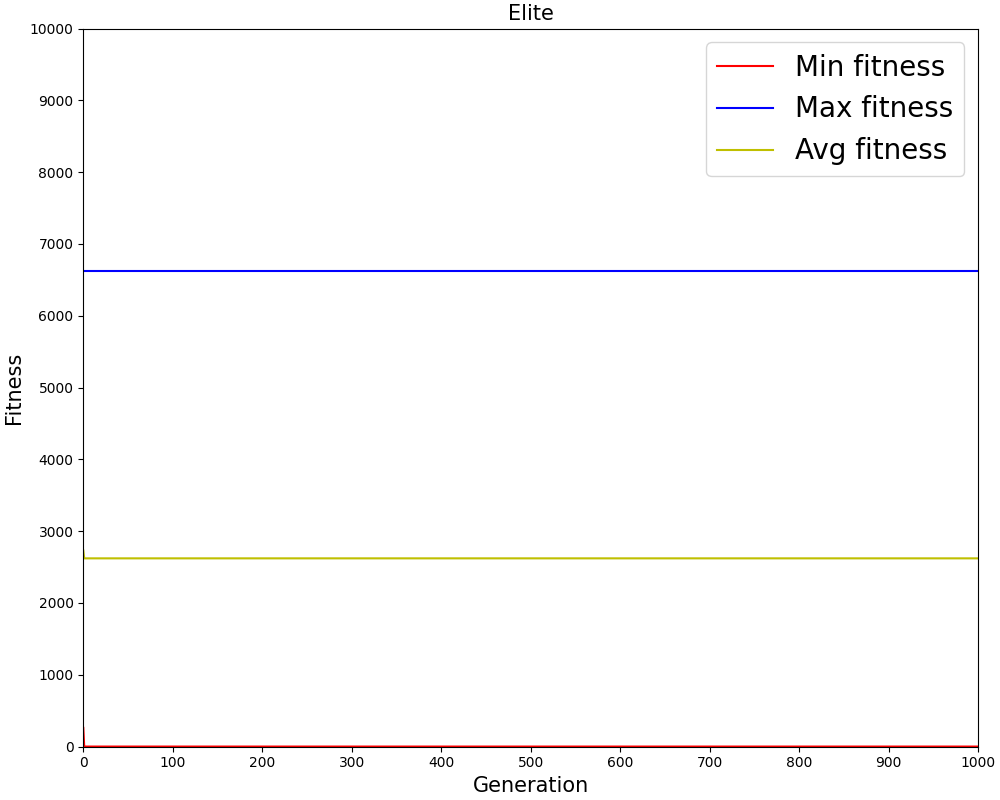 Elite
10000
9000
8000
7000
6000
5000
4000
3000
2000
1000
0
Fitness
Min fitness
Max fitness
Avg fitness
0 100 200 300 400 500 600 700 800 900 1000
Generation